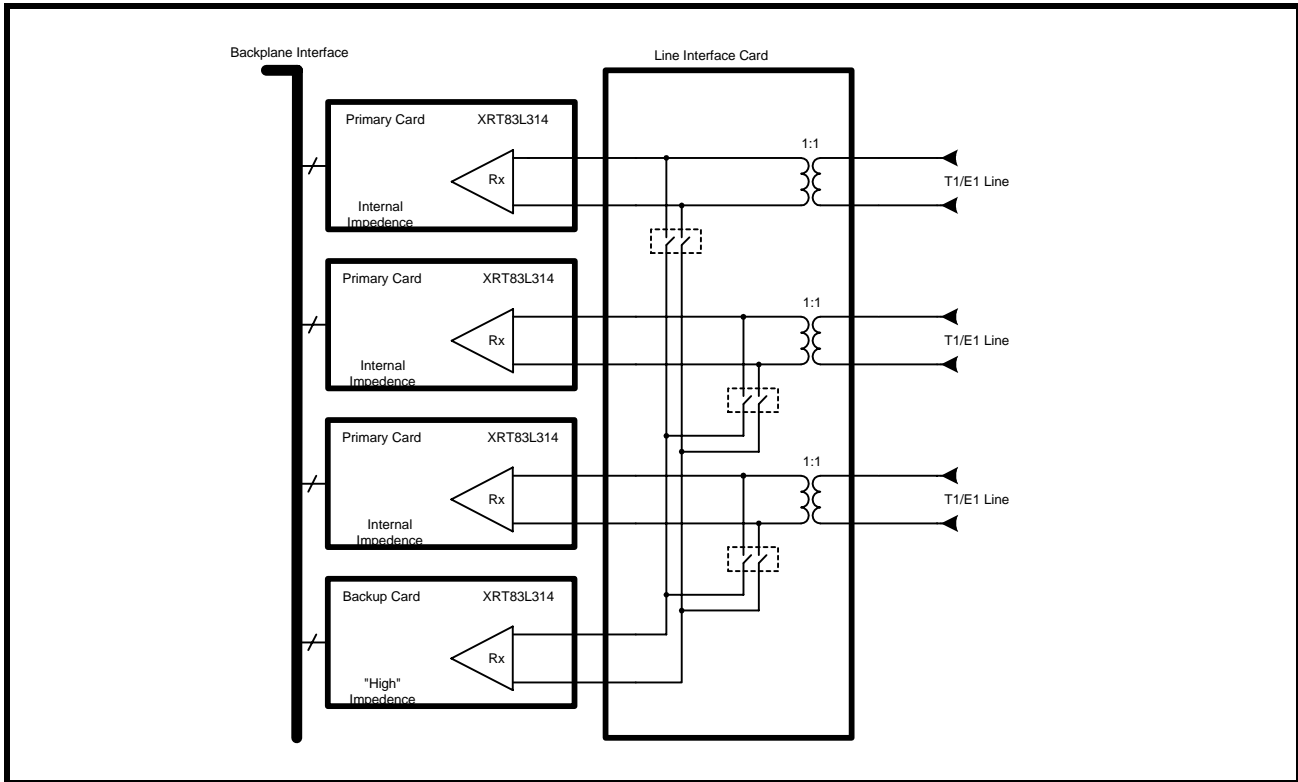 Backplane Interface
Line Interface Card
Primary Card XRT83L314
Rx
Internal
Impedence
1:1
T1/E1 Line
Primary Card XRT83L314
Rx
Internal
Impedence
1:1
T1/E1 Line
Primary Card XRT83L314
Rx
Internal
Impedence
1:1
T1/E1 Line
Backup Card XRT83L314
Rx
"High"
Impedence